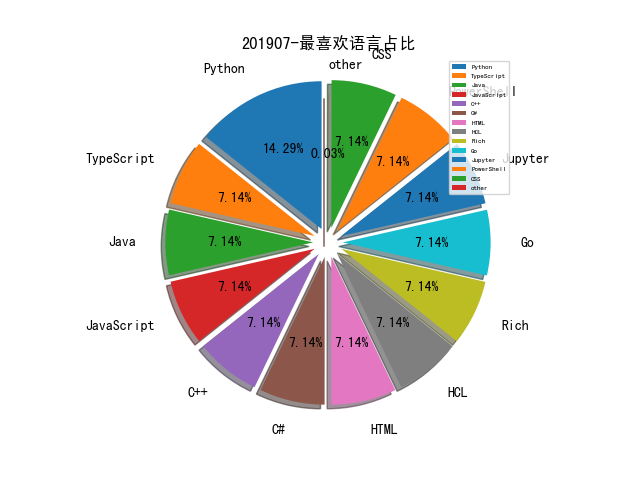 201907-最喜欢语言占比
CSS
other
Python
Python
TypeScript
Java
JavaScript
C++
C#
HTML
HCL
Rich
Go
Jupyter
PowerShell
CSS
other
PowerShell
7.14%
14.29%
0.03%
7.14%
TypeScript
Jupyter
7.14%
7.14%
Java
7.14%
7.14%
Go
7.14%
7.14%
JavaScript
7.14%
7.14%
Rich
7.14%
7.14%
C++
HCL
C#
HTML